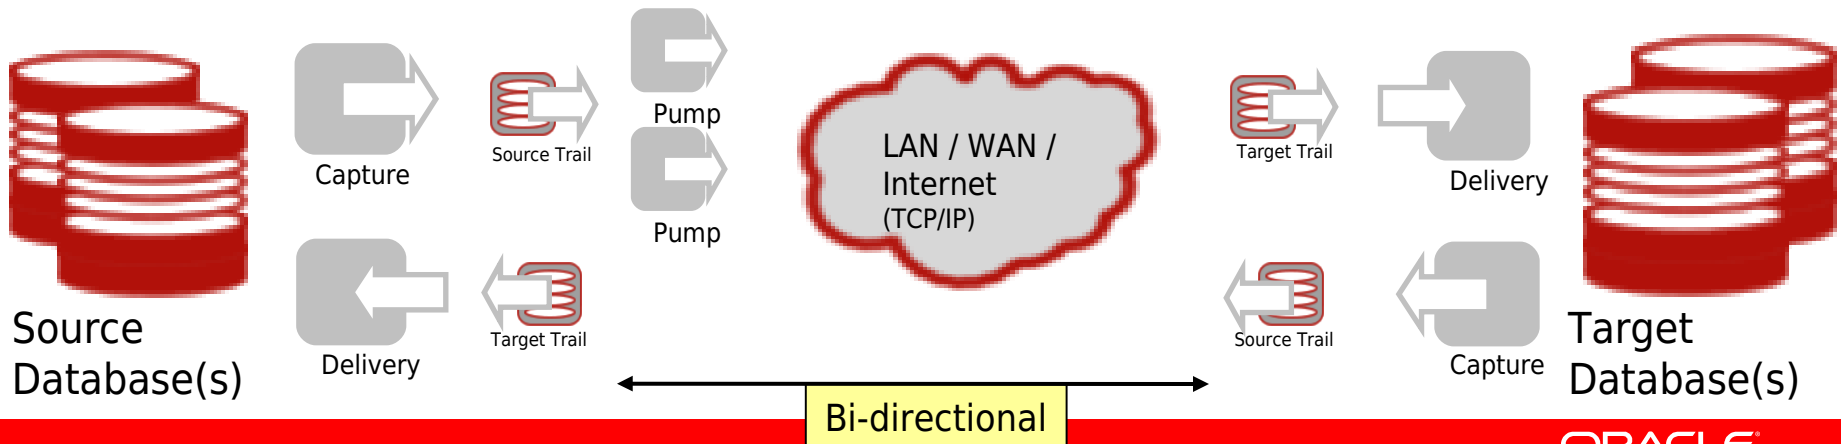 Pump
LAN / WAN /
Internet
(TCP/IP)
Source Trail
Target Trail
Capture
Delivery
Pump
Source
Database(s)
Delivery
Target Trail
Source Trail
Capture
Target
Database(s)
Bi-directional
ORACLE